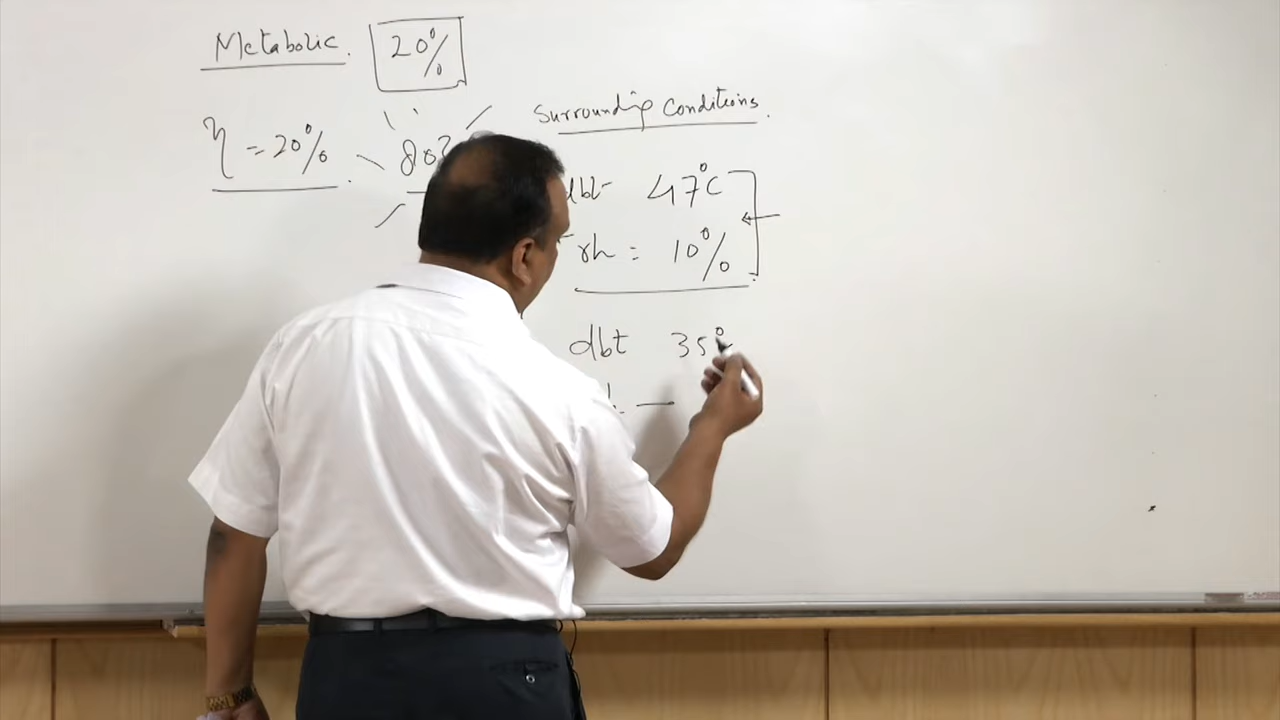 Metabolic. 20%
η = 20%.
Surrounding Conditions.
dbt 47°C
rh = 10%
dbt 35°